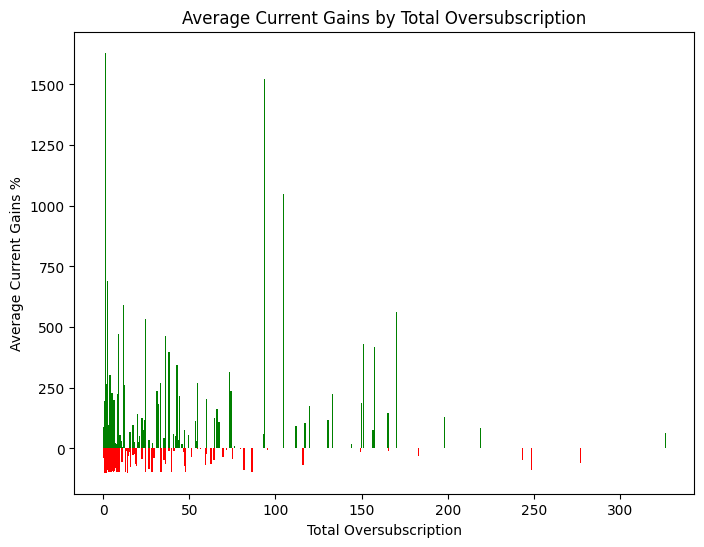 Average Current Gains by Total Oversubscription
Average Current Gains %
1500
1250
1000
750
500
250
0
0 50 100 150 200 250 300
Total Oversubscription